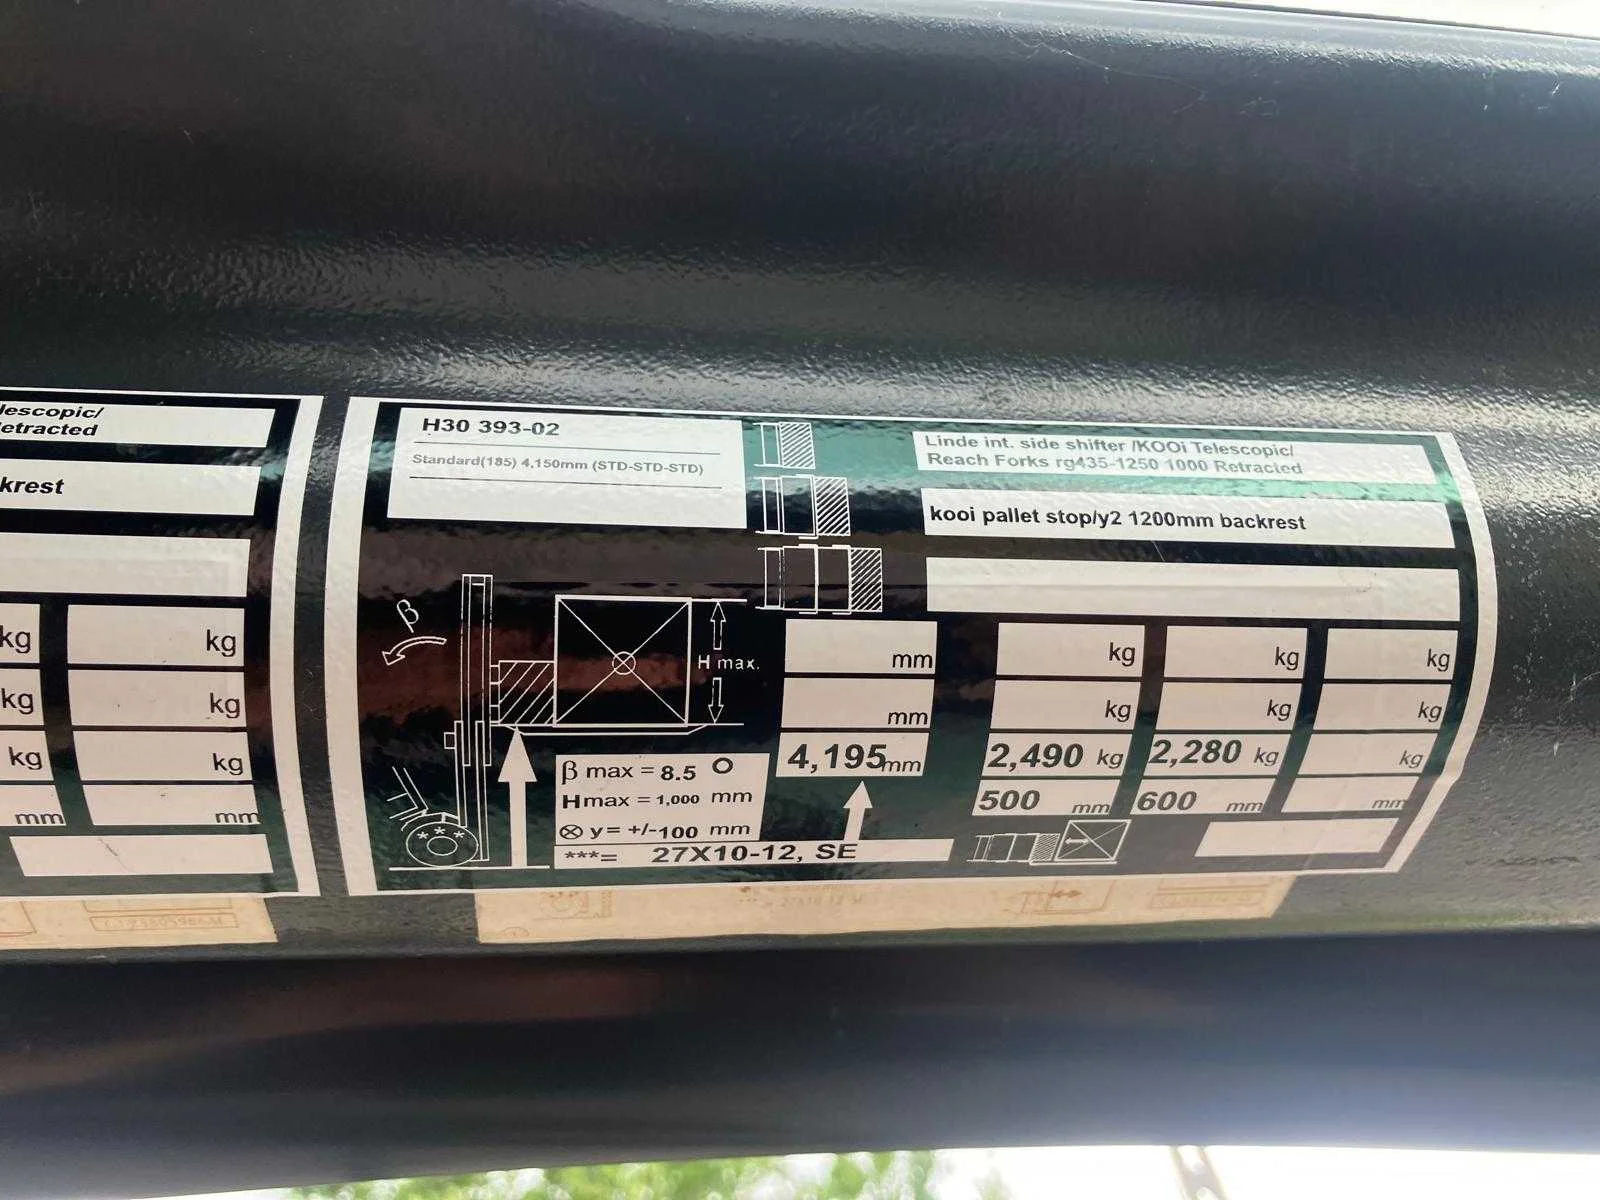 lescopic/
etracted
krest
kg
kg
kg
kg
kg
kg
mm
mm
H30 393-02
Standard(185) 4,150mm (STD-STD-STD)
Linde int. side shifter /KOOi Telescopic/
Reach Forks rg435-1250 1000 Retracted
kooi pallet stop/y2 1200mm backrest
β
H max.
mm
kg
kg
kg
mm
kg
kg
kg
4,195mm
2,490 kg
2,280 kg
kg
500 mm
600 mm
mm
β max = 8.5 O
Hmax = 1,000 mm
⊗ y = +/-100 mm
***
***= 27X10-12, SE